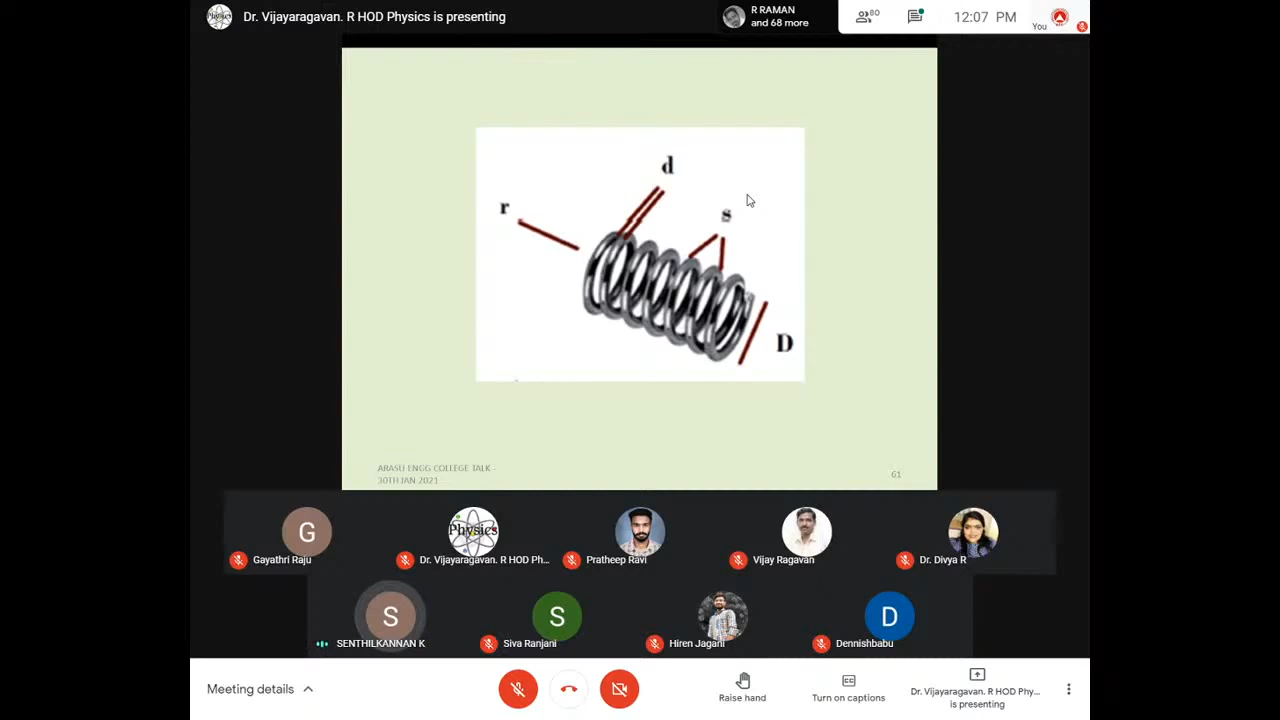 Dr. Vijayaragavan. R HOD Physics is presenting
R RAMAN
and 68 more
80
12:07 PM
You
d
r
s
D
ARASU ENGG COLLEGE TALK -
30TH JAN 2021
61
G
Physics
Gayathri Raju
Dr. Vijayaragavan. R HOD Ph...
Pratheep Ravi
Vijay Ragavan
Dr. Divya R
S
S
D
SENTHILKANNAN K
Siva Ranjani
Hiren Jagani
Dennishbabu
Meeting details
Raise hand
CC
Turn on captions
Dr. Vijayaragavan. R HOD Phy...
is presenting